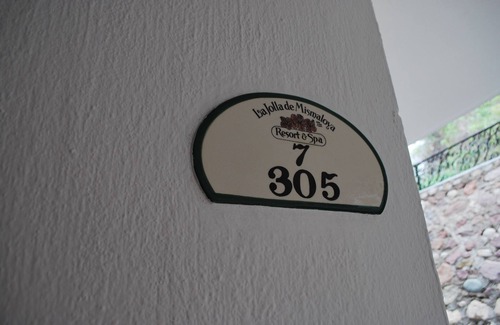 La Jolla de Mismaloya
Resort & Spa
7
305